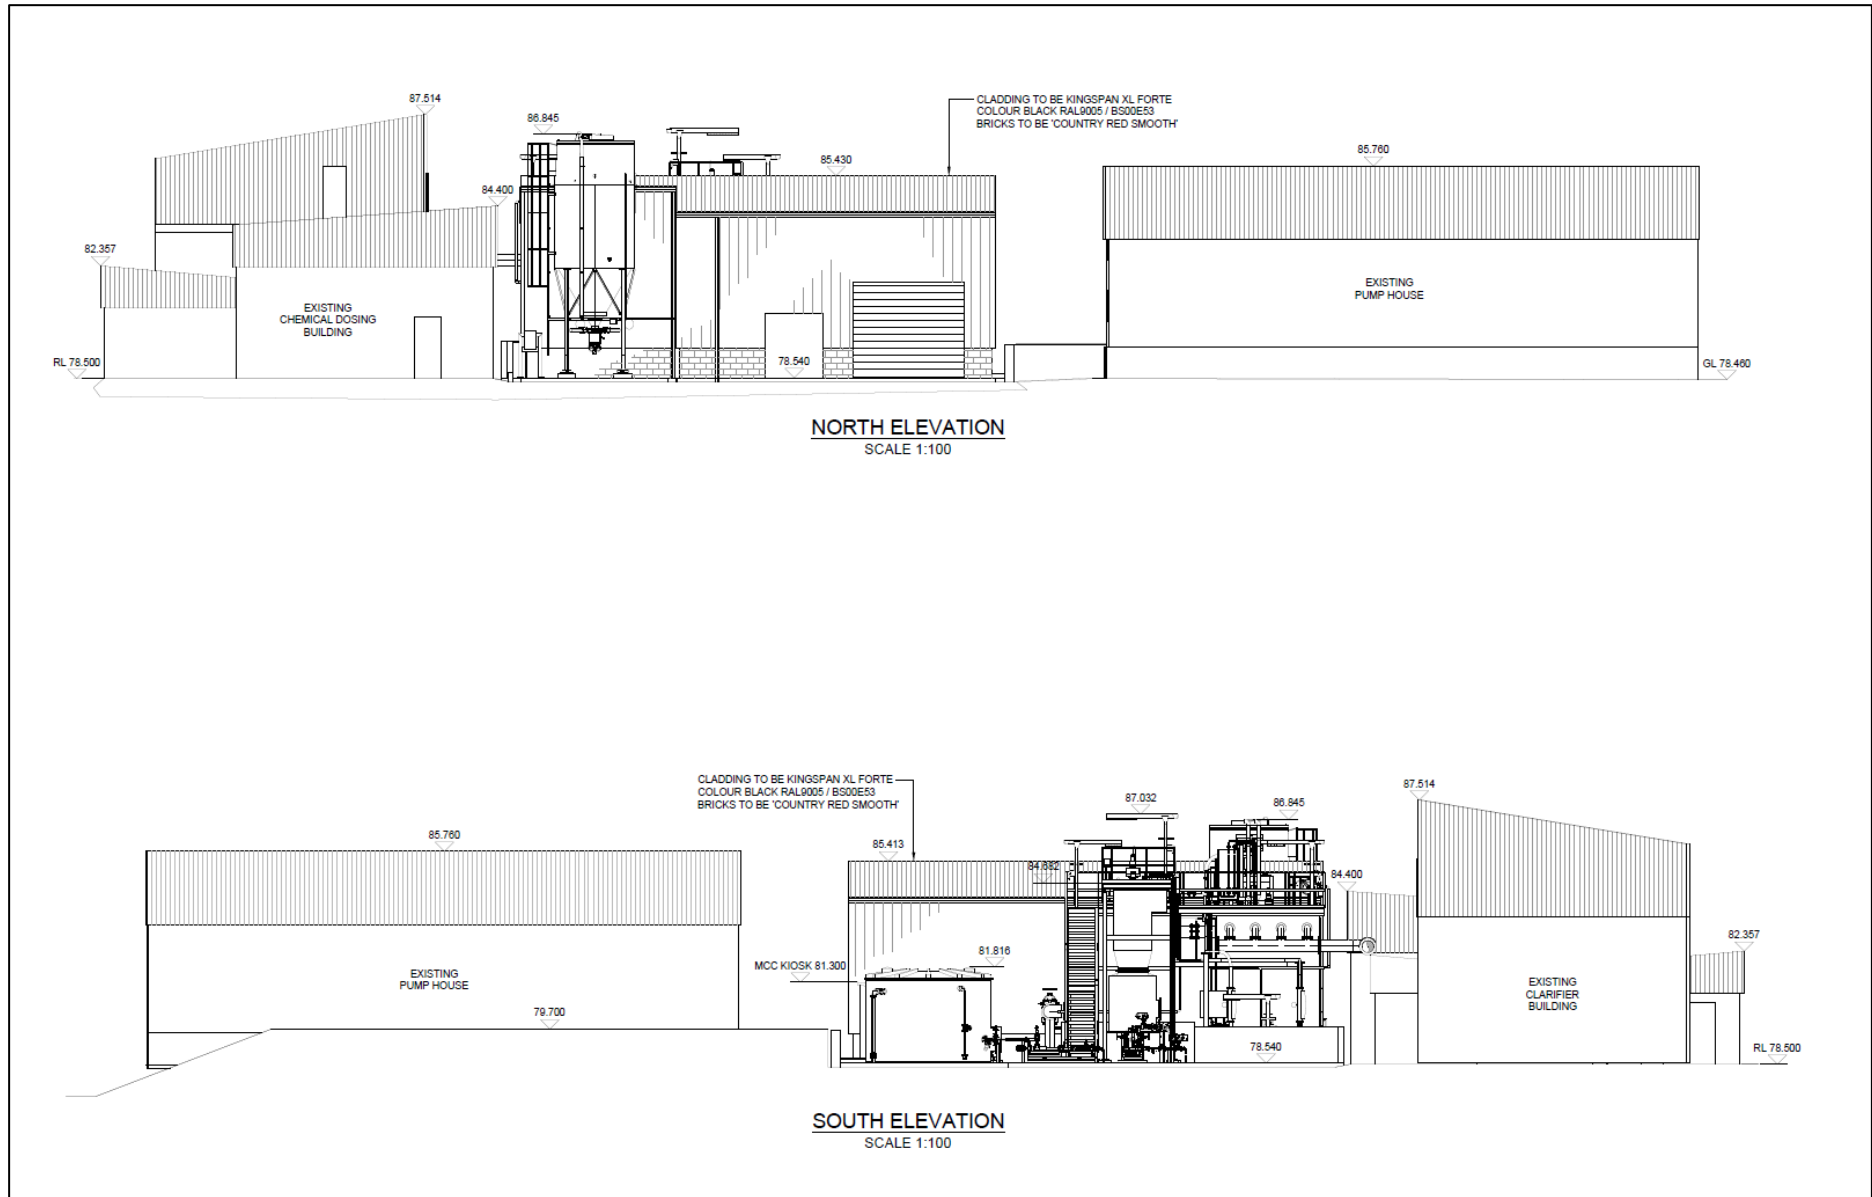 87.514
86.845
CLADDING TO BE KINGSPAN XL FORTE
COLOUR BLACK RAL9005 / BS00E53
BRICKS TO BE 'COUNTRY RED SMOOTH'
85.430
85.760
84.400
82.357
EXISTING
CHEMICAL DOSING
BUILDING
EXISTING
PUMP HOUSE
RL 78.500
78.540
GL 78.460
NORTH ELEVATION
SCALE 1:100
CLADDING TO BE KINGSPAN XL FORTE
COLOUR BLACK RAL9005 / BS00E53
BRICKS TO BE 'COUNTRY RED SMOOTH'
87.032
86.845
87.514
85.760
85.413
84.682
84.400
82.357
MCC KIOSK 81.300
81.816
EXISTING
PUMP HOUSE
EXISTING
CLARIFIER
BUILDING
79.700
78.540
RL 78.500
SOUTH ELEVATION
SCALE 1:100